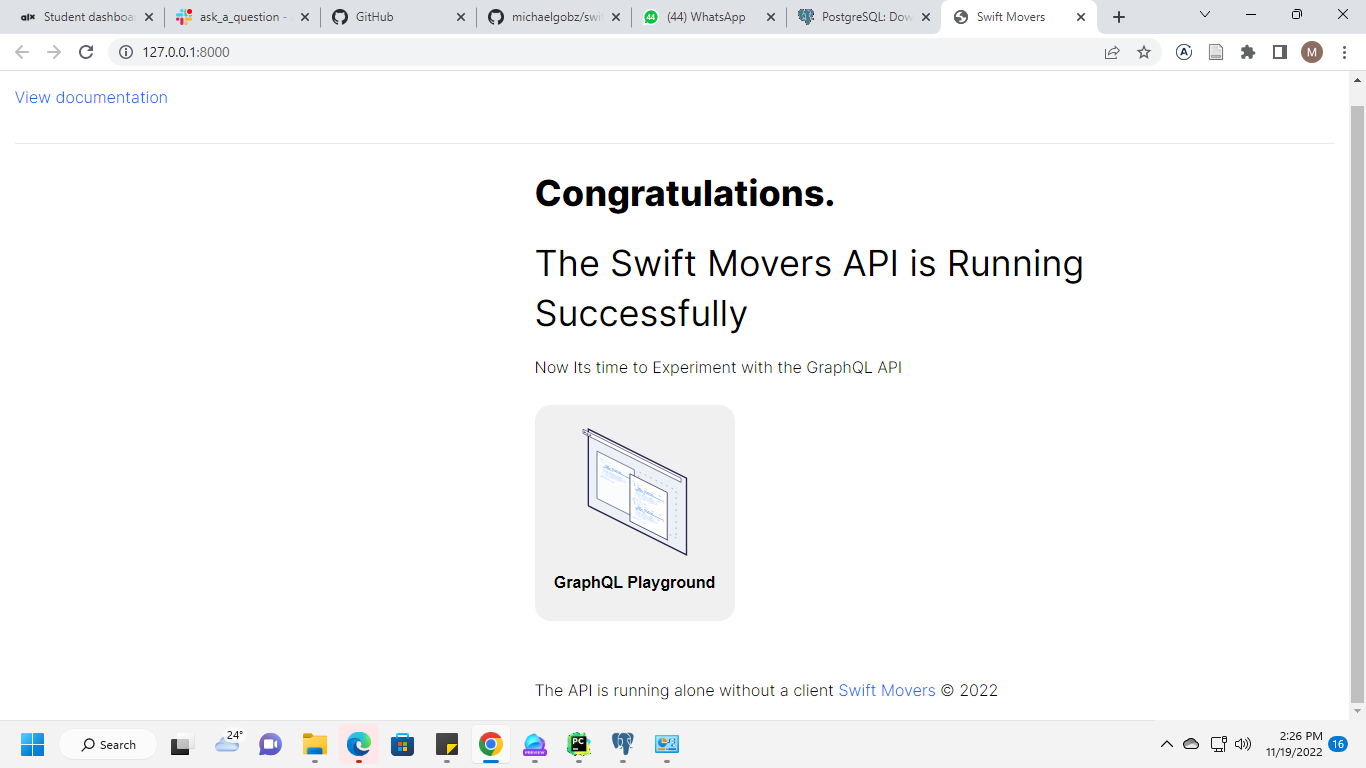 alx Student dashboa
ask_a_question -
GitHub
michaelgobz/swi
44 (44) WhatsApp
PostgreSQL: Dow
Swift Movers
127.0.0.1:8000
M
View documentation
Congratulations.
The Swift Movers API is Running
Successfully
Now Its time to Experiment with the GraphQL API
GraphQL Playground
The API is running alone without a client Swift Movers © 2022
Search
24°
PREVIEW
PC
2:26 PM
11/19/2022
16